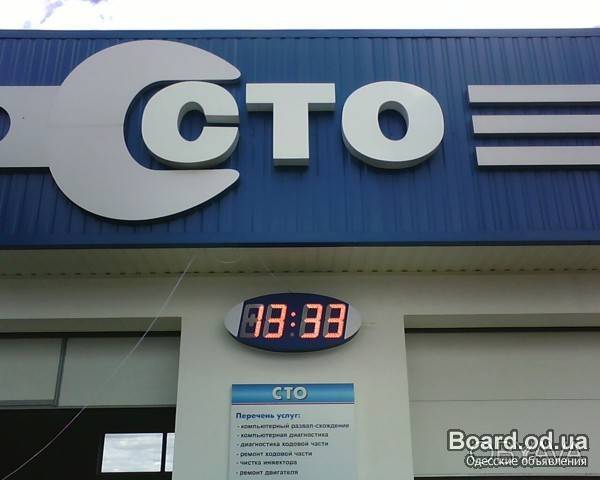 СТО
13:33
СТО
Перечень услуг:
- компьютерный развал-схождение
- компьютерная диагностика
- диагностика ходовой части
- ремонт ходовой части
- чистка инжектора
- ремонт двигателя
Board.od.ua
Одесские объявления